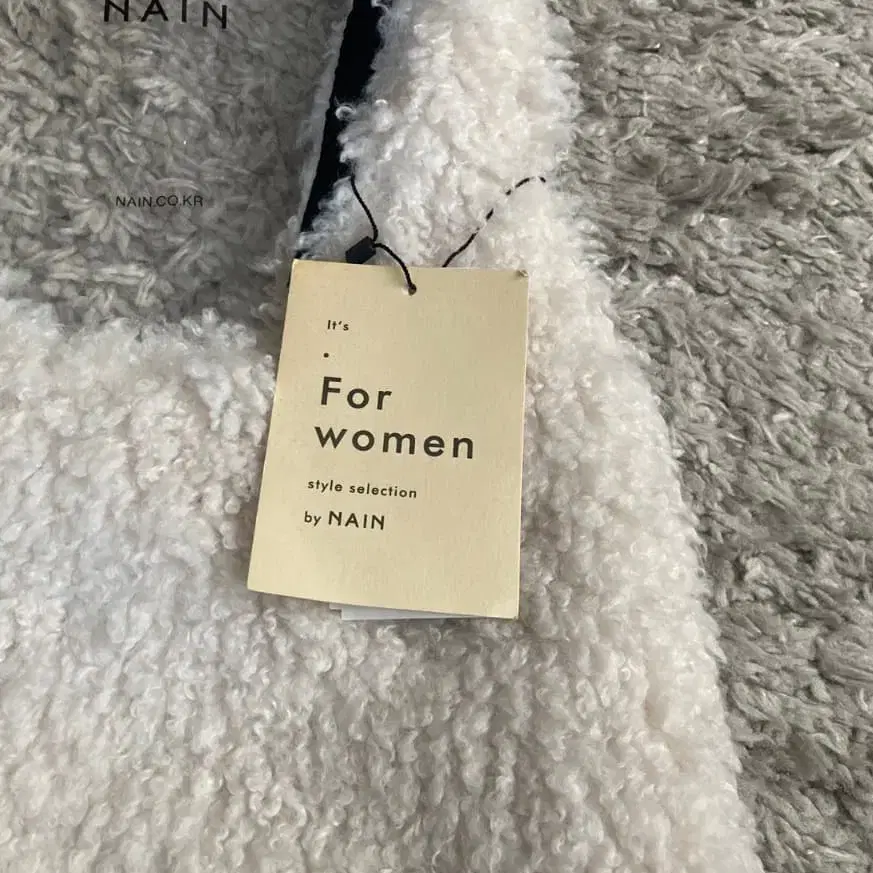 NAIN
NAIN.CO.KR
It's
For
women
style selection
by NAIN